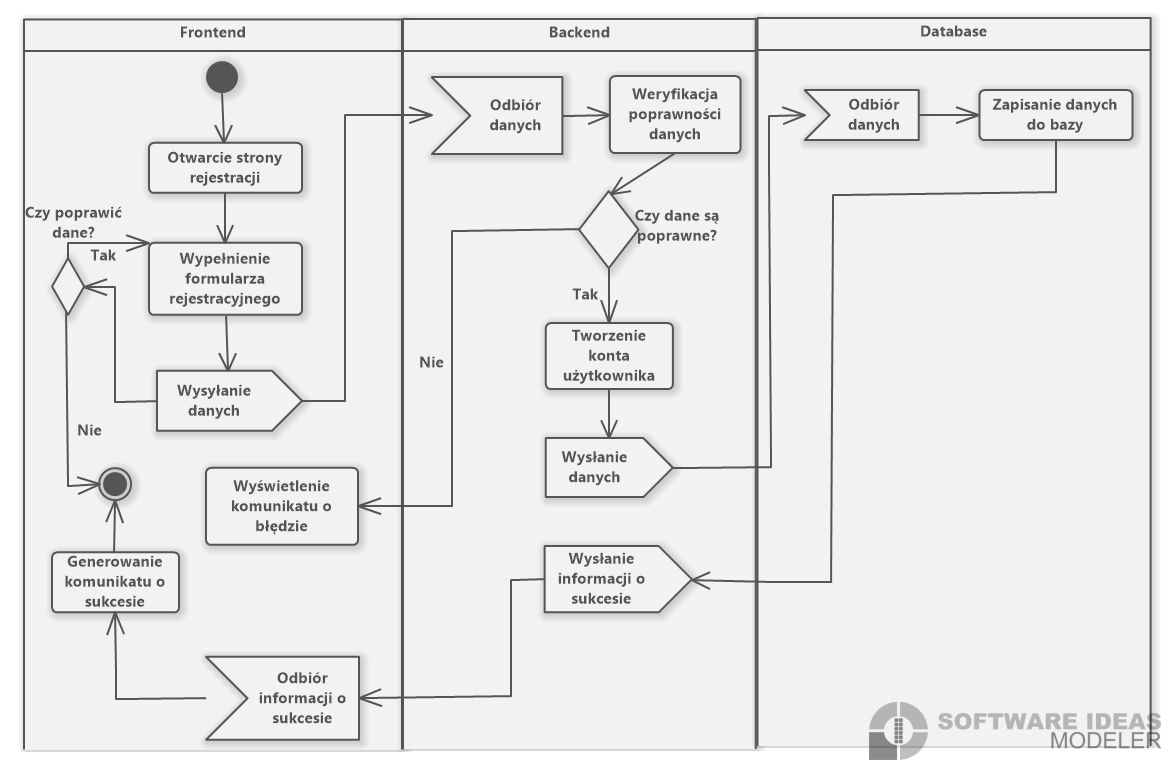 Frontend
Backend
Database
Otwarcie strony
rejestracji
Czy poprawić
dane?
Tak
Wypełnienie
formularza
rejestracyjnego
Wysyłanie
danych
Nie
Wyświetlenie
komunikatu o
błędzie
Generowanie
komunikatu o
sukcesie
Odbiór
informacji o
sukcesie
Odbiór
danych
Weryfikacja
poprawności
danych
Czy dane są
poprawne?
Tak
Nie
Tworzenie
konta
użytkownika
Wysłanie
danych
Wysłanie
informacji o
sukcesie
Odbiór
danych
Zapisanie danych
do bazy
SOFTWARE IDEAS
MODELER